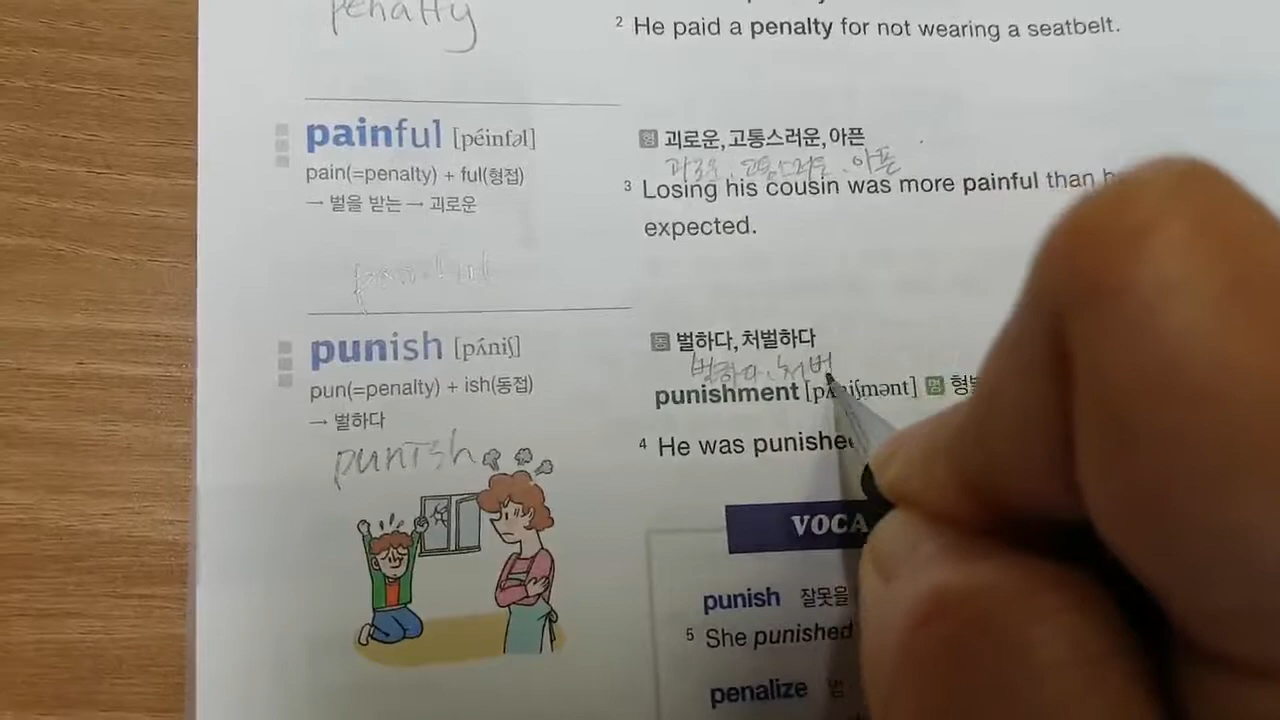 penalty
² He paid a penalty for not wearing a seatbelt.
painful [péinfəl]
pain(=penalty) + ful(형접)
→ 벌을 받는 → 괴로운
형 괴로운, 고통스러운, 아픈
괴로운, 고통스러운, 아픈
³ Losing his cousin was more painful than
expected.
painful
punish [pʌ́niʃ]
pun(=penalty) + ish(동접)
→ 벌하다
punish
동 벌하다, 처벌하다
벌하다, 처벌
punishment 명
⁴ He was punished
VOCA
punish 잘못을
⁵ She punished
penalize